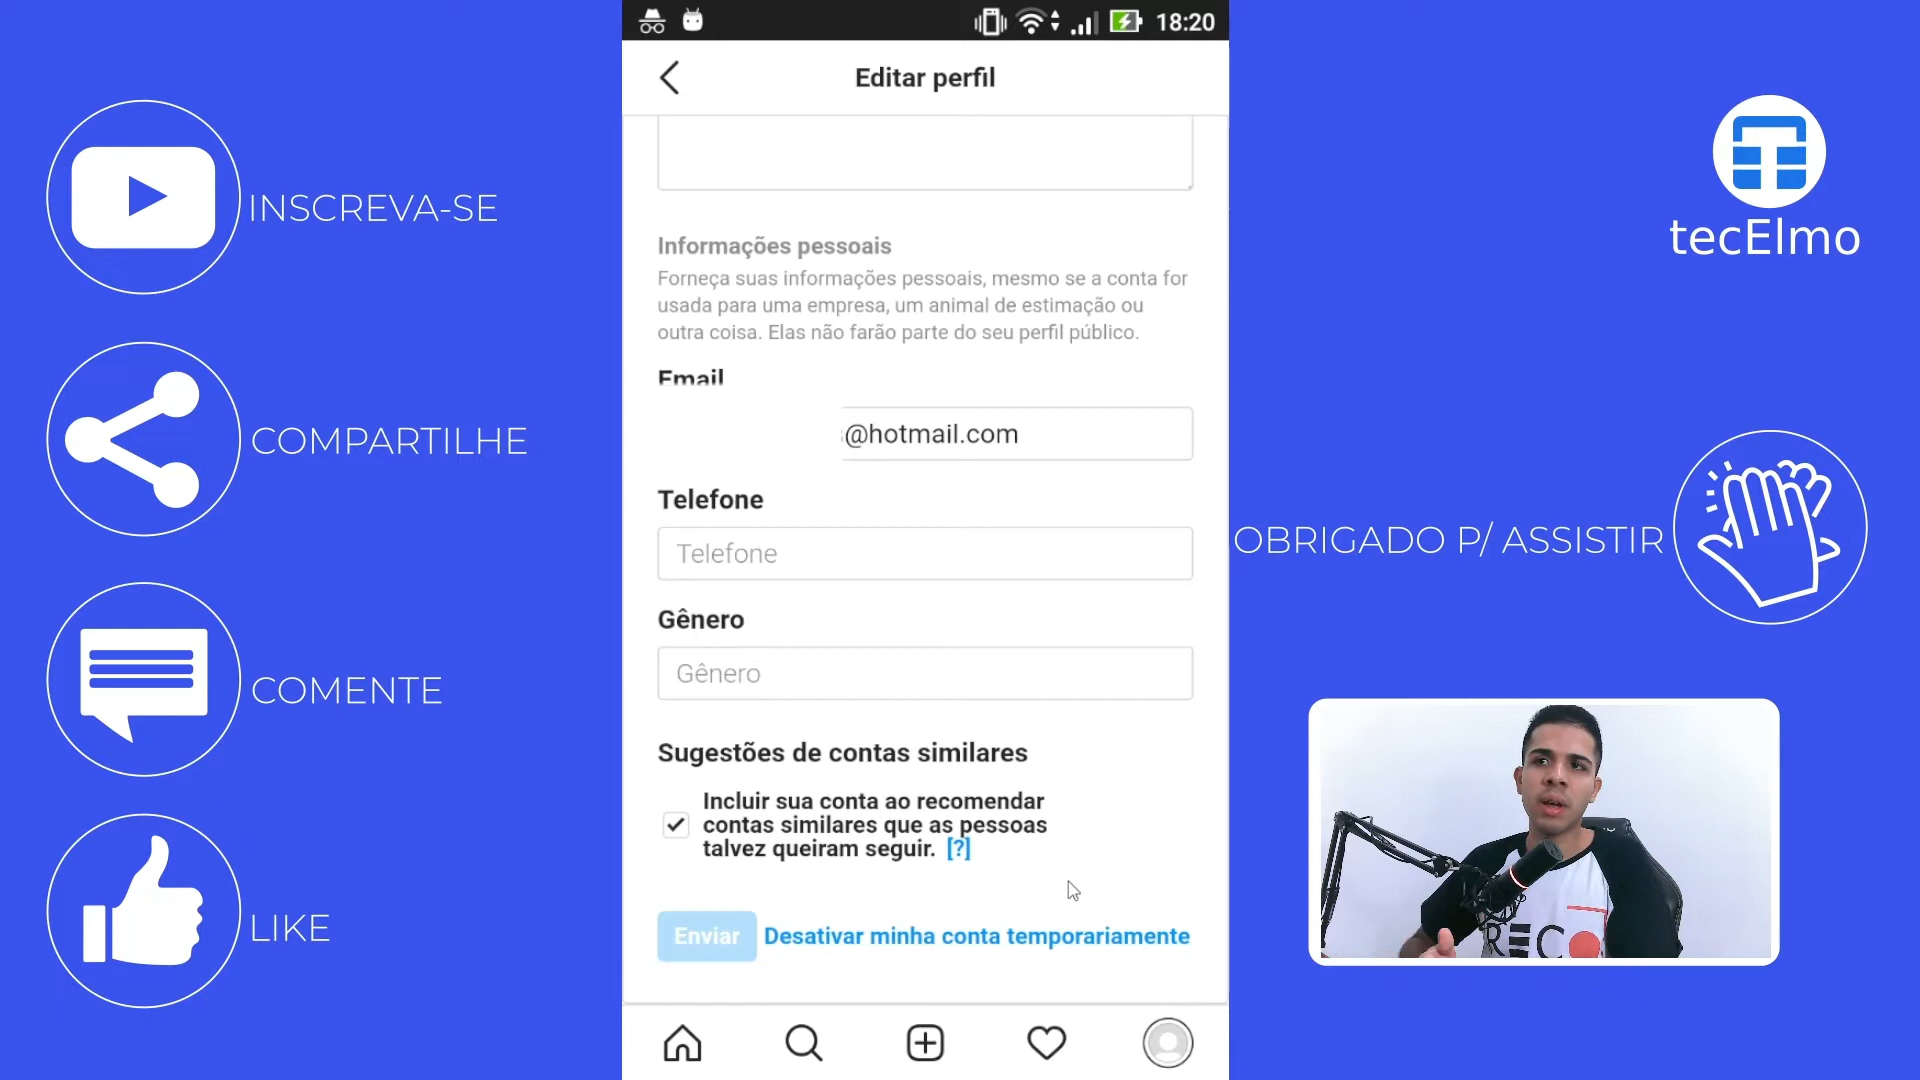 18:20
Editar perfil
INSCREVA-SE
COMPARTILHE
COMENTE
LIKE
Informações pessoais
Forneça suas informações pessoais, mesmo se a conta for
usada para uma empresa, um animal de estimação ou
outra coisa. Elas não farão parte do seu perfil público.
Email
@hotmail.com
Telefone
Telefone
Gênero
Gênero
Sugestões de contas similares
Incluir sua conta ao recomendar
contas similares que as pessoas
talvez queiram seguir. [?]
Enviar Desativar minha conta temporariamente
tecElmo
OBRIGADO P/ ASSISTIR
REC